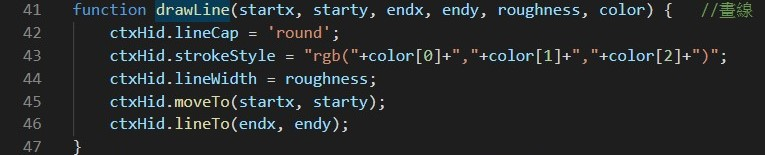 41 function drawLine(startx, starty, endx, endy, roughness, color) { //畫線
42 ctxHid.lineCap = 'round';
43 ctxHid.strokeStyle = "rgb("+color[0]+","+color[1]+","+color[2]+")";
44 ctxHid.lineWidth = roughness;
45 ctxHid.moveTo(startx, starty);
46 ctxHid.lineTo(endx, endy);
47 }